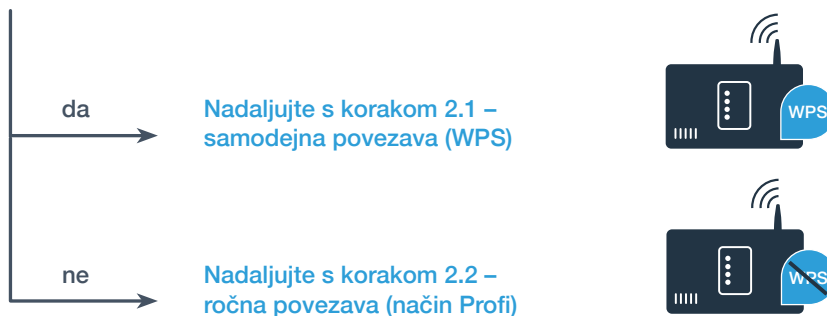 da
Nadaljujte s korakom 2.1 –
samodejna povezava (WPS)
WPS
ne
Nadaljujte s korakom 2.2 –
ročna povezava (način Profi)
WPS